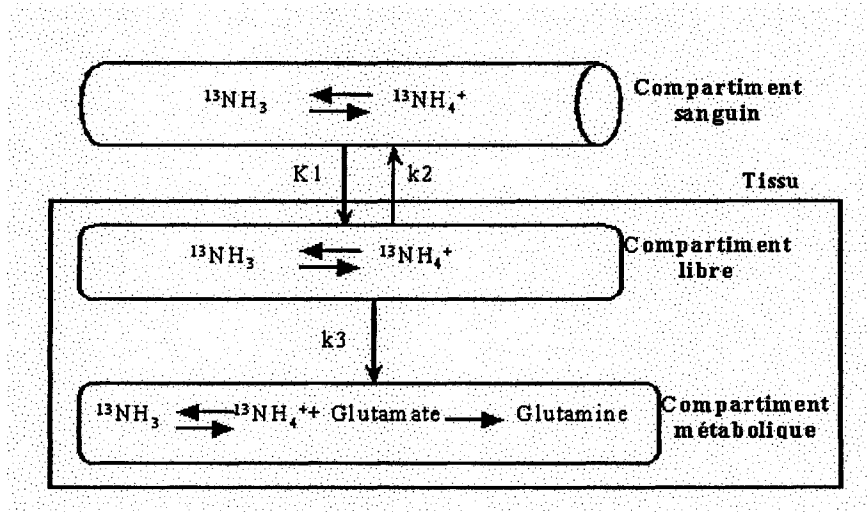 ¹³NH₃ ¹³NH₄⁺
Compartiment
sanguin
K1 k2
Tissu
¹³NH₃ ¹³NH₄⁺
Compartiment
libre
k3
¹³NH₃ ¹³NH₄⁺+ Glutamate Glutamine
Compartiment
métabolique